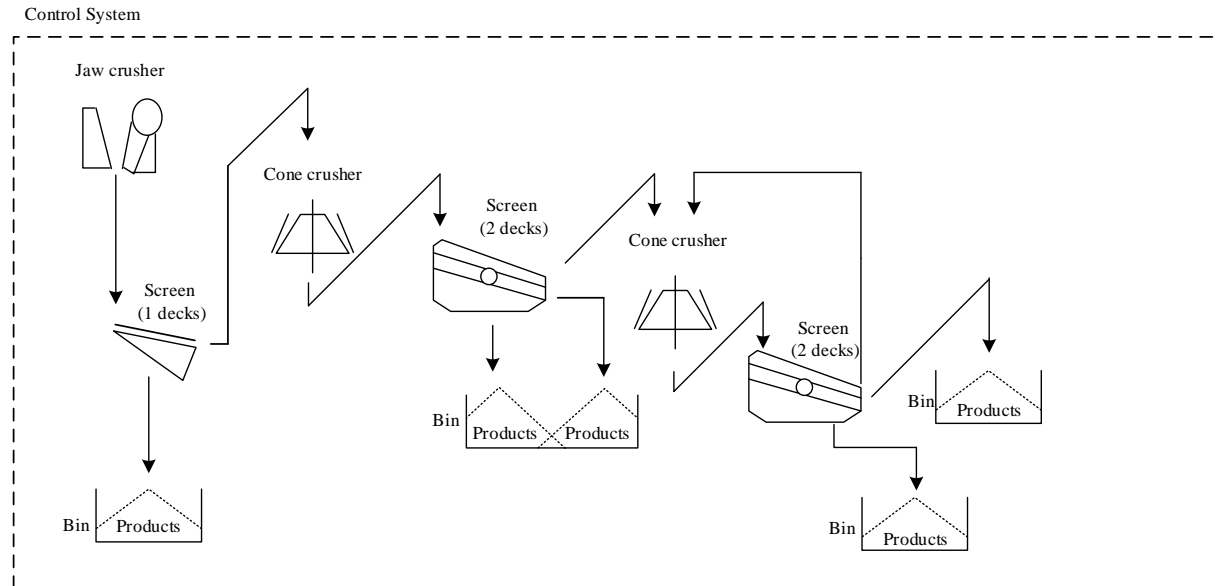 Control System
Jaw crusher
Cone crusher
Screen
(2 decks)
Cone crusher
Screen
(1 decks)
Screen
(2 decks)
Bin
Products
Products
Bin
Products
Bin
Products
Bin
Products